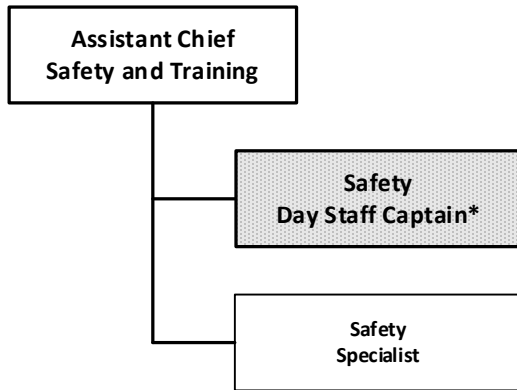 Assistant Chief
Safety and Training
Safety
Day Staff Captain*
Safety
Specialist